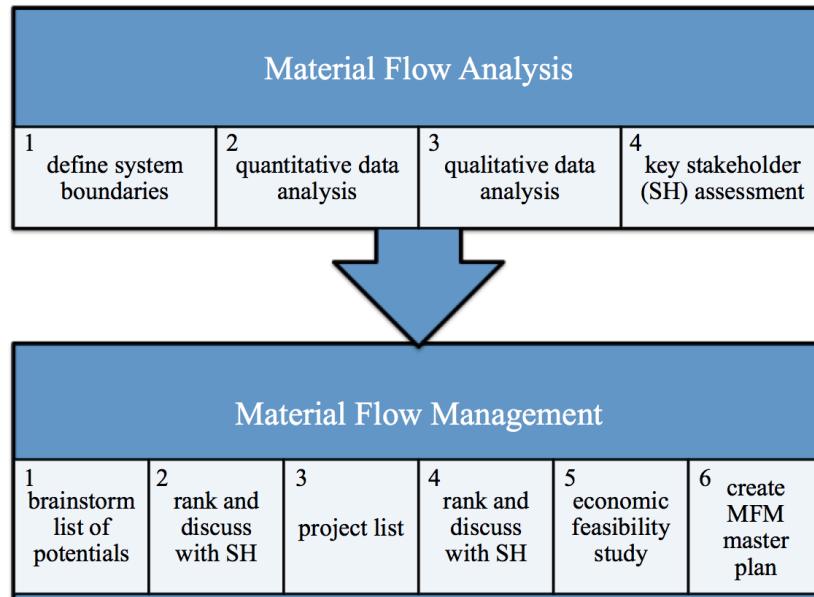 Material Flow Analysis
1
define system
boundaries
2
quantitative data
analysis
3
qualitative data
analysis
4
key stakeholder
(SH) assessment
Material Flow Management
1
brainstorm
list of
potentials
2
rank and
discuss
with SH
3
project list
4
rank and
discuss
with SH
5
economic
feasibility
study
6
create
MFM
master
plan